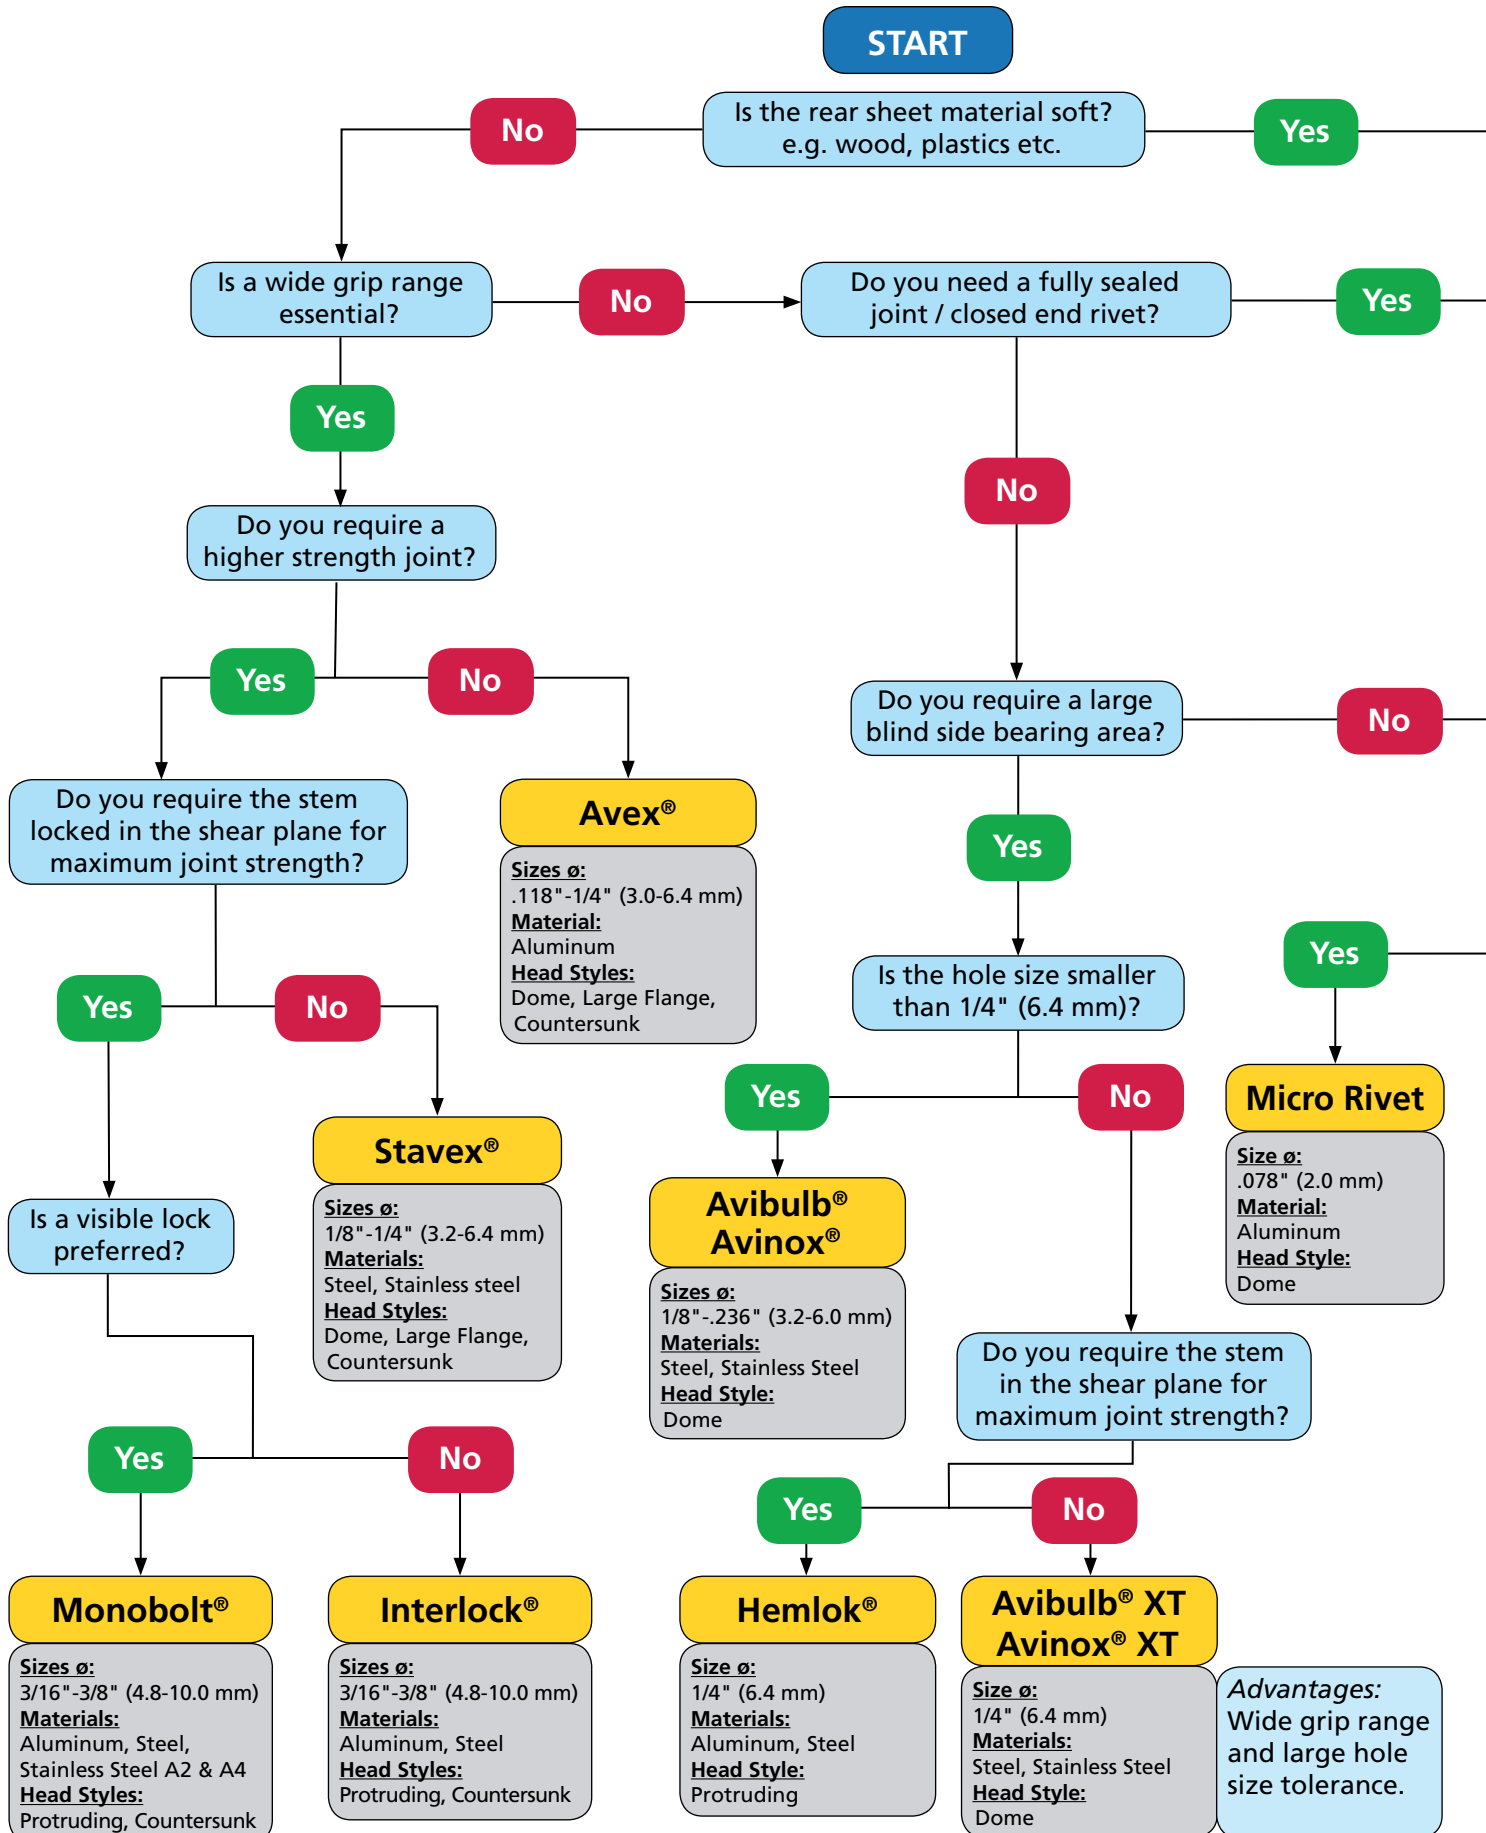 START
Is the rear sheet material soft?
e.g. wood, plastics etc.
No
Yes
Is a wide grip range
essential?
No
Do you need a fully sealed
joint / closed end rivet?
Yes
Yes
No
Do you require a
higher strength joint?
Yes
No
Do you require a large
blind side bearing area?
No
Do you require the stem
locked in the shear plane for
maximum joint strength?
Avex®
Sizes ø:
.118"-1/4" (3.0-6.4 mm)
Material:
Aluminum
Head Styles:
Dome, Large Flange,
Countersunk
Yes
Yes
Is the hole size smaller
than 1/4" (6.4 mm)?
Yes
No
Yes
No
Micro Rivet
Size ø:
.078" (2.0 mm)
Material:
Aluminum
Head Style:
Dome
Stavex®
Sizes ø:
1/8"-1/4" (3.2-6.4 mm)
Materials:
Steel, Stainless steel
Head Styles:
Dome, Large Flange,
Countersunk
Is a visible lock
preferred?
Avibulb®
Avinox®
Sizes ø:
1/8"-.236" (3.2-6.0 mm)
Materials:
Steel, Stainless Steel
Head Style:
Dome
Do you require the stem
in the shear plane for
maximum joint strength?
Yes
No
Yes
No
Monobolt®
Sizes ø:
3/16"-3/8" (4.8-10.0 mm)
Materials:
Aluminum, Steel,
Stainless Steel A2 & A4
Head Styles:
Protruding, Countersunk
Interlock®
Sizes ø:
3/16"-3/8" (4.8-10.0 mm)
Materials:
Aluminum, Steel
Head Styles:
Protruding, Countersunk
Hemlok®
Size ø:
1/4" (6.4 mm)
Materials:
Aluminum, Steel
Head Style:
Protruding
Avibulb® XT
Avinox® XT
Size ø:
1/4" (6.4 mm)
Materials:
Steel, Stainless Steel
Head Style:
Dome
Advantages:
Wide grip range
and large hole
size tolerance.